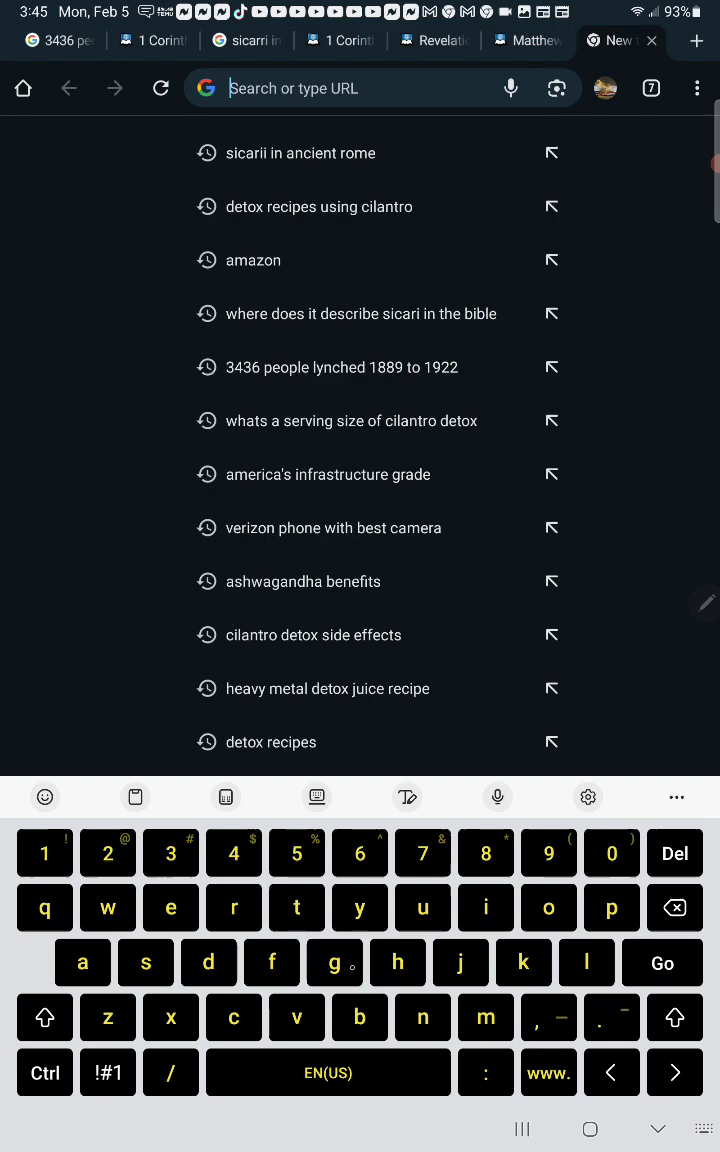 3:45 Mon, Feb 5 93%
3436 pe 1 Corint sicarri in 1 Corint Revelati Matthew New
Search or type URL 7
sicarii in ancient rome
detox recipes using cilantro
amazon
where does it describe sicari in the bible
3436 people lynched 1889 to 1922
whats a serving size of cilantro detox
america's infrastructure grade
verizon phone with best camera
ashwagandha benefits
cilantro detox side effects
heavy metal detox juice recipe
detox recipes
1 ! 2 @ 3 # 4 $ 5 % 6 ^ 7 & 8 * 9 ( 0 ) Del
q w e r t y u i o p
a s d f g h j k l Go
z x c v b n m , .
Ctrl !#1 / EN(US) : www. < >